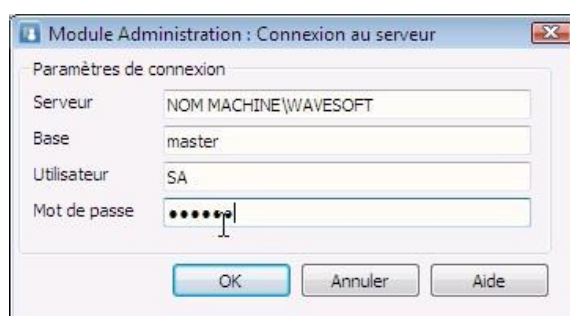 Module Administration : Connexion au serveur
Paramètres de connexion
Serveur NOM MACHINE\WAVESOFT
Base master
Utilisateur SA
Mot de passe ••••••
OK Annuler Aide